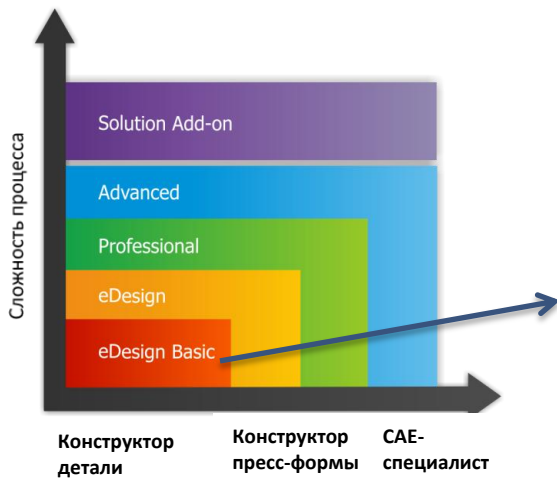 Сложность процесса
Solution Add-on
Advanced
Professional
eDesign
eDesign Basic
Конструктор
детали
Конструктор
пресс-формы
CAE-
специалист